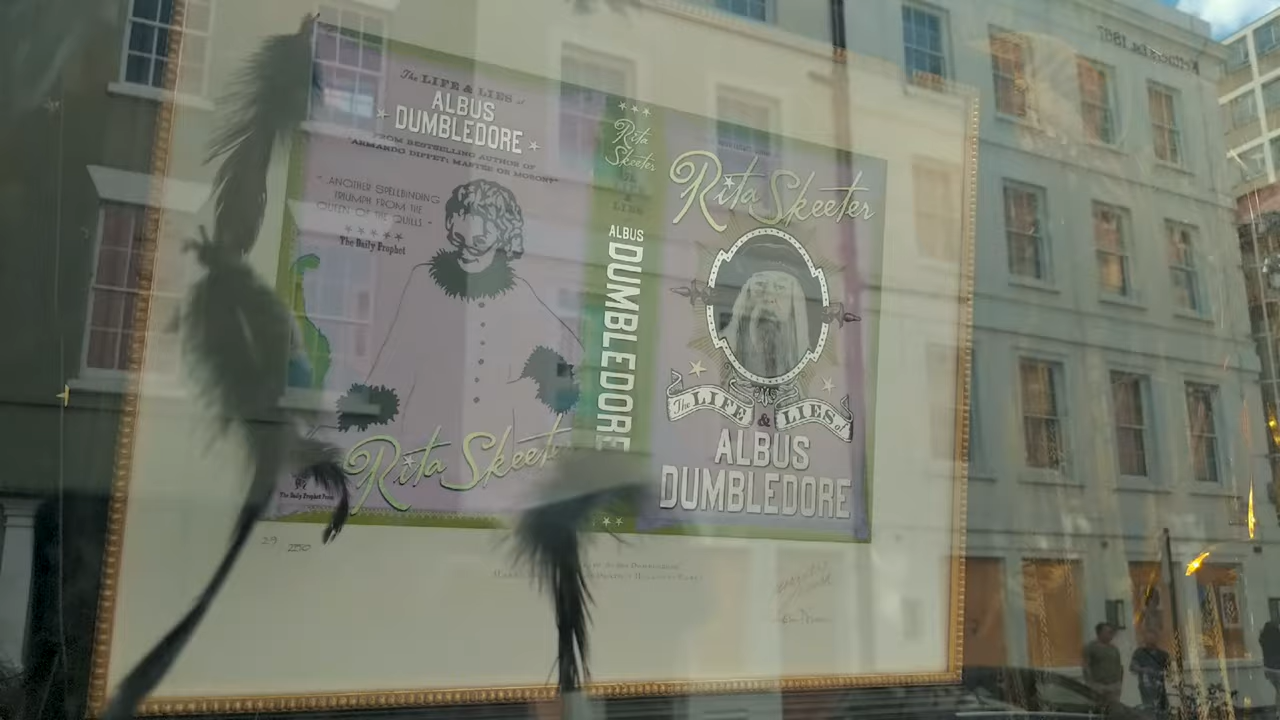 The LIFE & LIES of
ALBUS
DUMBLEDORE
FROM BESTSELLING AUTHOR OF
"ARMANDO DIPPET: MASTER OR MORON?"
"...ANOTHER SPELLBINDING
TRIUMPH FROM THE
QUEEN OF THE QUILLS"
The Daily Prophet
Rita Skeeter
The Daily Prophet Press
29
250
Rita
Skeeter
LIFE
&
LIES
ALBUS
DUMBLEDORE
Rita Skeeter
The LIFE & LIES of
ALBUS
DUMBLEDORE